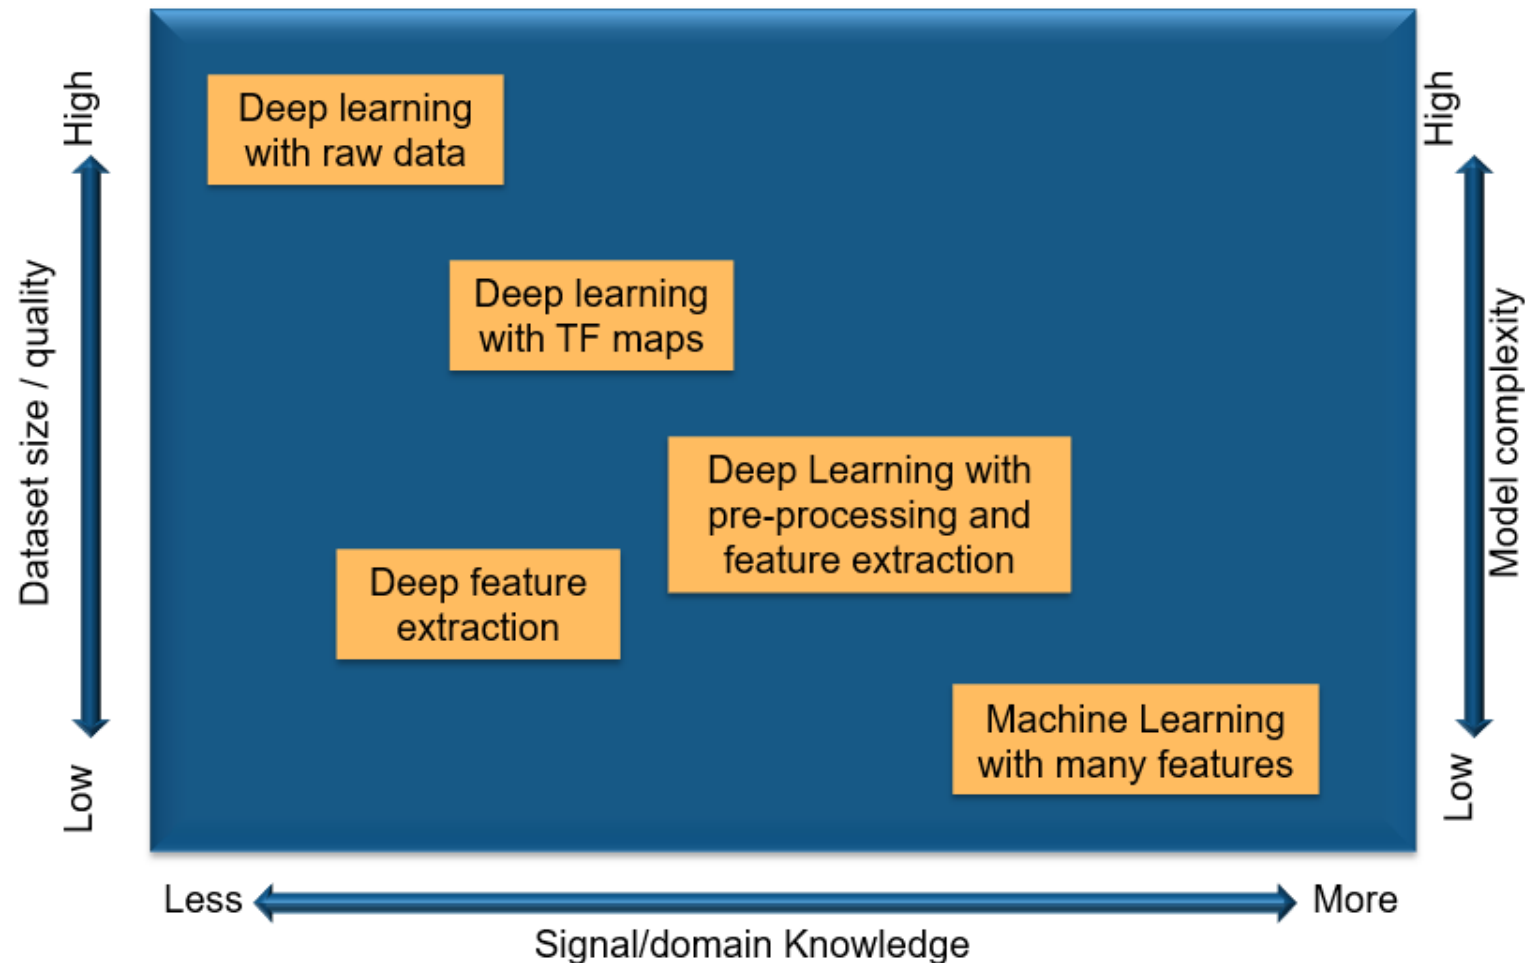 High
Dataset size / quality
Low
Deep learning
with raw data
Deep learning
with TF maps
Deep Learning with
pre-processing and
feature extraction
Deep feature
extraction
Machine Learning
with many features
High
Model complexity
Low
Less
More
Signal/domain Knowledge